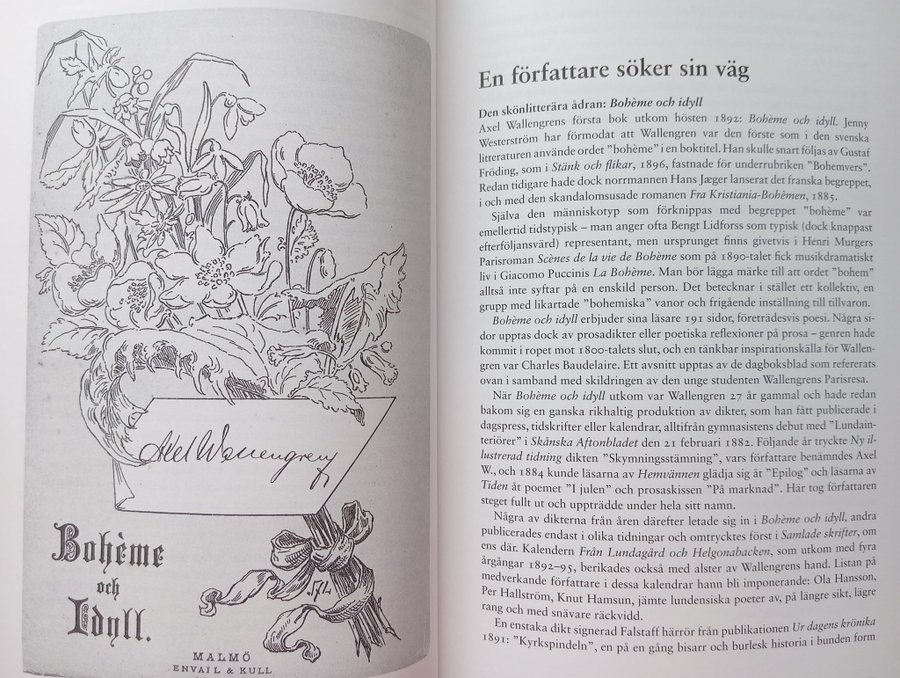 Axel Wallengren
Bohème
och
Idyll.
MALMÖ
ENVAIL & KULL
En författare söker sin väg
Den skönlitterära ådran: Bohème och idyll
Axel Wallengrens första bok utkom hösten 1892: Bohème och idyll. Jenny
Westerström har förmodat att Wallengren var den förste som i den svenska
litteraturen använde ordet ”bohème” i en boktitel. Han skulle snart följas av Gustaf
Fröding, som i Stänk och flikar, 1896, fastnade för underrubriken ”Bohemvers”.
Redan tidigare hade dock norrmannen Hans Jæger lanserat det franska begreppet,
i och med den skandalomsusade romanen Fra Kristiania-Bohêmen, 1885.
Själva den människotyp som förknippas med begreppet ”bohème” var
emellertid tidstypisk – man anger ofta Bengt Lidforss som typisk (dock knappast
efterföljansvärd) representant, men ursprunget finns givetvis i Henri Murgers
Parisroman Scènes de la vie de Bohème som på 1890-talet fick musikdramatiskt
liv i Giacomo Puccinis La Bohème. Man bör lägga märke till att ordet ”bohem”
alltså inte syftar på en enskild person. Det betecknar i stället ett kollektiv, en
grupp med likartade ”bohemiska” vanor och frigående inställning till tillvaron.
Bohème och idyll erbjuder sina läsare 191 sidor, företrädesvis poesi. Några si-
dor upptas dock av prosadikter eller poetiska reflexioner på prosa – genren hade
kommit i ropet mot 1800-talets slut, och en tänkbar inspirationskälla för Wallen-
gren var Charles Baudelaire. Ett avsnitt upptas av de dagboksblad som refererats
ovan i samband med skildringen av den unge studenten Wallengrens Parisresa.
När Bohème och idyll utkom var Wallengren 27 år gammal och hade redan
bakom sig en ganska rikhaltig produktion av dikter, som han fått publicerade i
dagspress, tidskrifter eller kalendrar, alltifrån gymnasistens debut med ”Lundain-
teriörer” i Skånska Aftonbladet den 21 februari 1882. Följande år tryckte Ny il-
lustrerad tidning dikten ”Skymningsstämning”, vars författare benämndes Axel
W., och 1884 kunde läsarna av Hemvännen glädja sig åt ”Epilog” och läsarna av
Tiden åt poemet ”I julen” och prosaskissen ”På marknad”. Här tog författaren
steget fullt ut och uppträdde under hela sitt namn.
Några av dikterna från åren därefter letade sig in i Bohème och idyll, andra
publicerades endast i olika tidningar och omtrycktes först i Samlade skrifter, om
ens där. Kalendern Från Lundagård och Helgonabacken, som utkom med fyra
årgångar 1892–95, berikades också med alster av Wallengrens hand. Listan på
medverkande författare i dessa kalendrar hann bli imponerande: Ola Hansson,
Per Hallström, Knut Hamsun, jämte lundensiska poeter av, på längre sikt, lägre
rang och med snävare räckvidd.
En enstaka dikt signerad Falstaff härrör från publikationen Ur dagens krönika
1891: ”Kyrkspindeln”, en på en gång bisarr och burlesk historia i bunden form